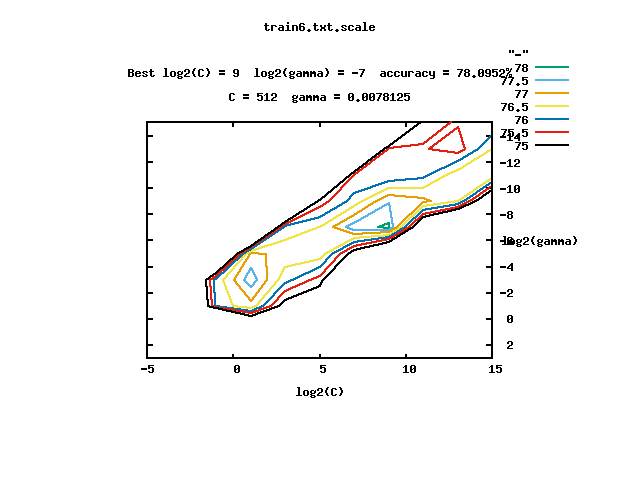 train6.txt.scale
"-"
Best log2(C) = 9  log2(gamma) = -7  accuracy = 78.0952%
78
77.5
C = 512  gamma = 0.0078125
77
76.5
76
75.5
-14
75
-12
-10
-8
-6
log2(gamma)
-4
-2
0
2
-5 0 5 10 15
log2(C)